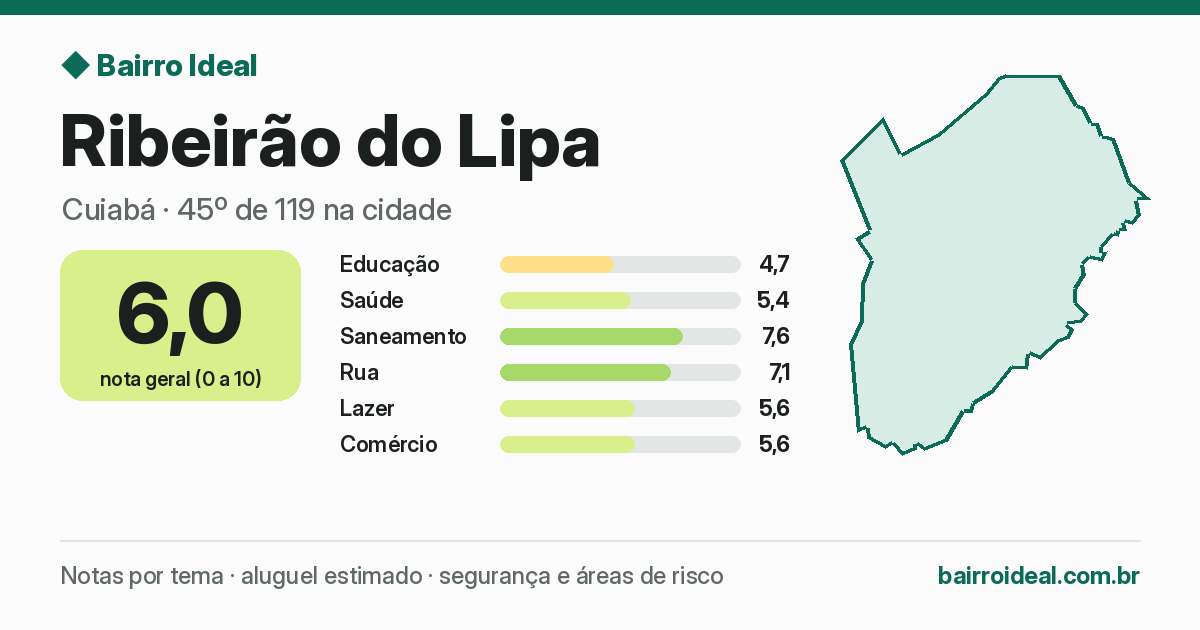 Bairro Ideal
Ribeirão do Lipa
Cuiabá · 45º de 119 na cidade
6,0
nota geral (0 a 10)
Educação 4,7
Saúde 5,4
Saneamento 7,6
Rua 7,1
Lazer 5,6
Comércio 5,6
Notas por tema · aluguel estimado · segurança e áreas de risco
bairroideal.com.br